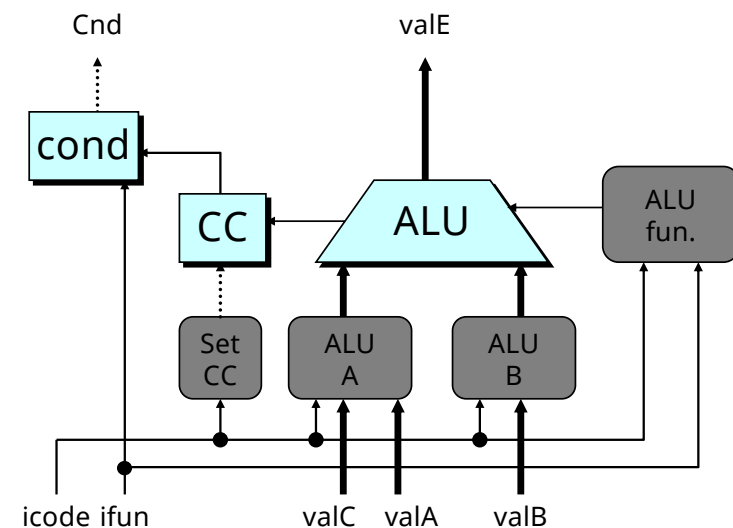 Cnd
valE
cond
CC
ALU
ALU
fun.
Set
CC
ALU
A
ALU
B
icode ifun
valC valA
valB